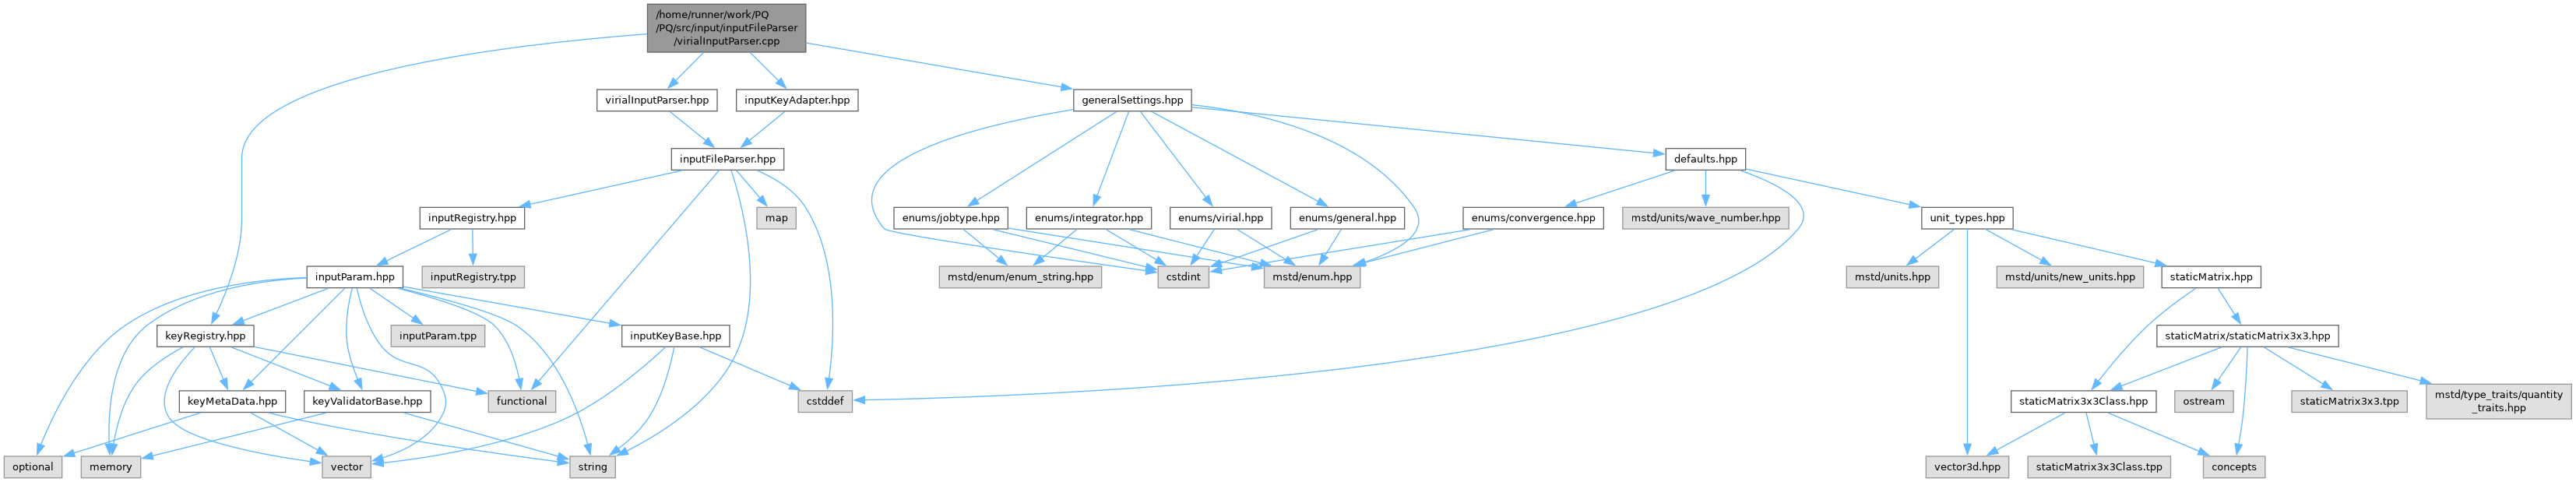 /home/runner/work/PQ
/PQ/src/input/inputFileParser
/virialInputParser.cpp
virialInputParser.hpp
inputKeyAdapter.hpp
generalSettings.hpp
inputFileParser.hpp
defaults.hpp
inputRegistry.hpp
map
enums/jobtype.hpp
enums/integrator.hpp
enums/virial.hpp
enums/general.hpp
enums/convergence.hpp
mstd/units/wave_number.hpp
unit_types.hpp
inputParam.hpp
inputRegistry.tpp
mstd/enum/enum_string.hpp
cstdint
mstd/enum.hpp
mstd/units.hpp
mstd/units/new_units.hpp
staticMatrix.hpp
keyRegistry.hpp
inputParam.tpp
inputKeyBase.hpp
staticMatrix/staticMatrix3x3.hpp
keyMetaData.hpp
keyValidatorBase.hpp
functional
cstddef
staticMatrix3x3Class.hpp
ostream
staticMatrix3x3.tpp
mstd/type_traits/quantity
_traits.hpp
optional
memory
vector
string
vector3d.hpp
staticMatrix3x3Class.tpp
concepts